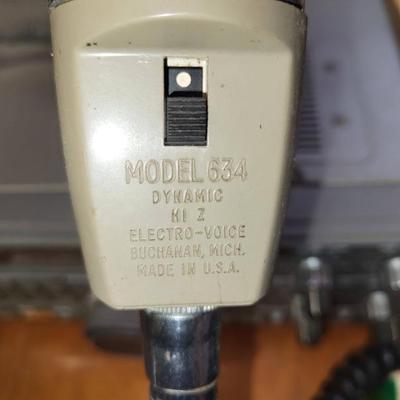 MODEL 634
DYNAMIC
HI Z
ELECTRO-VOICE
BUCHANAN, MICH.
MADE IN U.S.A.